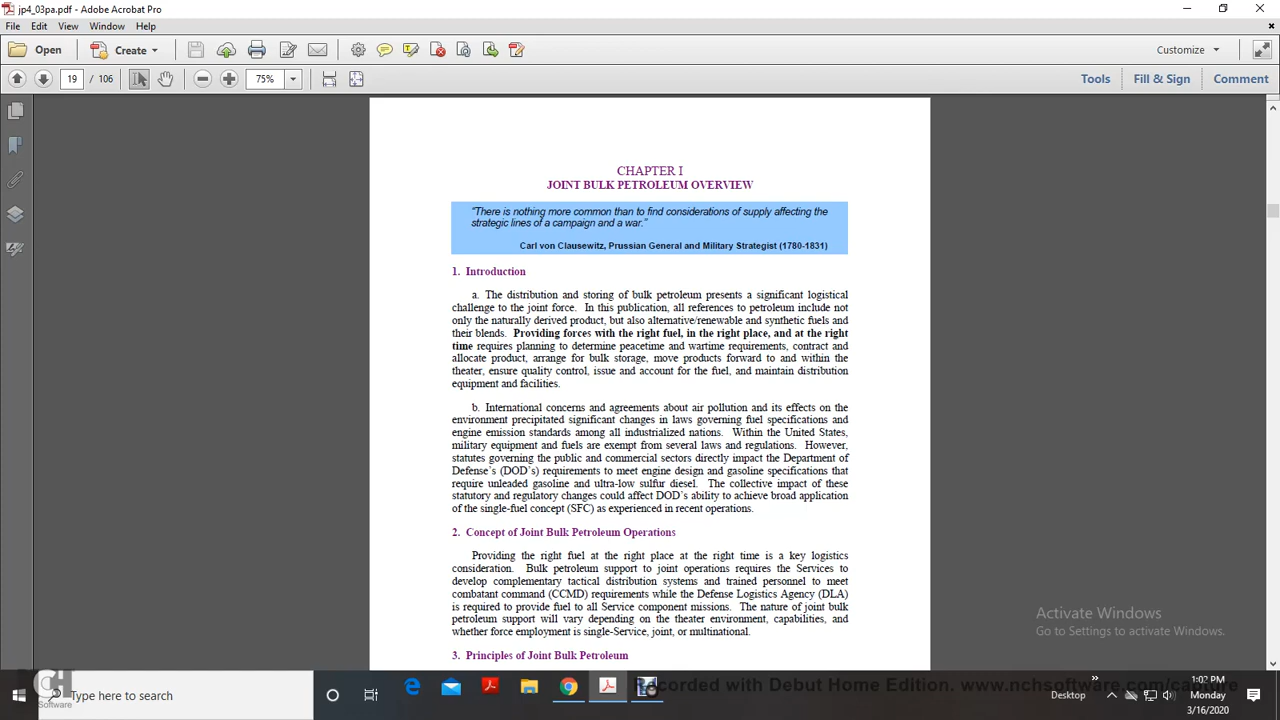 jp4_03pa.pdf - Adobe Acrobat Pro
File Edit View Window Help
Open Create Customize
19 / 106 75% Tools Fill & Sign Comment
CHAPTER I
JOINT BULK PETROLEUM OVERVIEW
"There is nothing more common than to find considerations of supply affecting the
strategic lines of a campaign and a war."
Carl von Clausewitz, Prussian General and Military Strategist (1780-1831)
1. Introduction
a. The distribution and storing of bulk petroleum presents a significant logistical
challenge to the joint force. In this publication, all references to petroleum include not
only the naturally derived product, but also alternative/renewable and synthetic fuels and
their blends. Providing forces with the right fuel, in the right place, and at the right
time requires planning to determine peacetime and wartime requirements, contract and
allocate product, arrange for bulk storage, move products forward to and within the
theater, ensure quality control, issue and account for the fuel, and maintain distribution
equipment and facilities.
b. International concerns and agreements about air pollution and its effects on the
environment precipitated significant changes in laws governing fuel specifications and
engine emission standards among all industrialized nations. Within the United States,
military equipment and fuels are exempt from several laws and regulations. However,
statutes governing the public and commercial sectors directly impact the Department of
Defense's (DOD's) requirements to meet engine design and gasoline specifications that
require unleaded gasoline and ultra-low sulfur diesel. The collective impact of these
statutory and regulatory changes could affect DOD's ability to achieve broad application
of the single-fuel concept (SFC) as experienced in recent operations.
2. Concept of Joint Bulk Petroleum Operations
Providing the right fuel at the right place at the right time is a key logistics
consideration. Bulk petroleum support to joint operations requires the Services to
develop complementary tactical distribution systems and trained personnel to meet
combatant command (CCMD) requirements while the Defense Logistics Agency (DLA)
is required to provide fuel to all Service component missions. The nature of joint bulk
petroleum support will vary depending on the theater environment, capabilities, and
whether force employment is single-Service, joint, or multinational.
3. Principles of Joint Bulk Petroleum
Activate Windows
Go to Settings to activate Windows.
NCH Software
Type here to search
Recorded with Debut Home Edition. www.nchsoftware.com/capture
Desktop
1:02 PM
Monday
3/16/2020